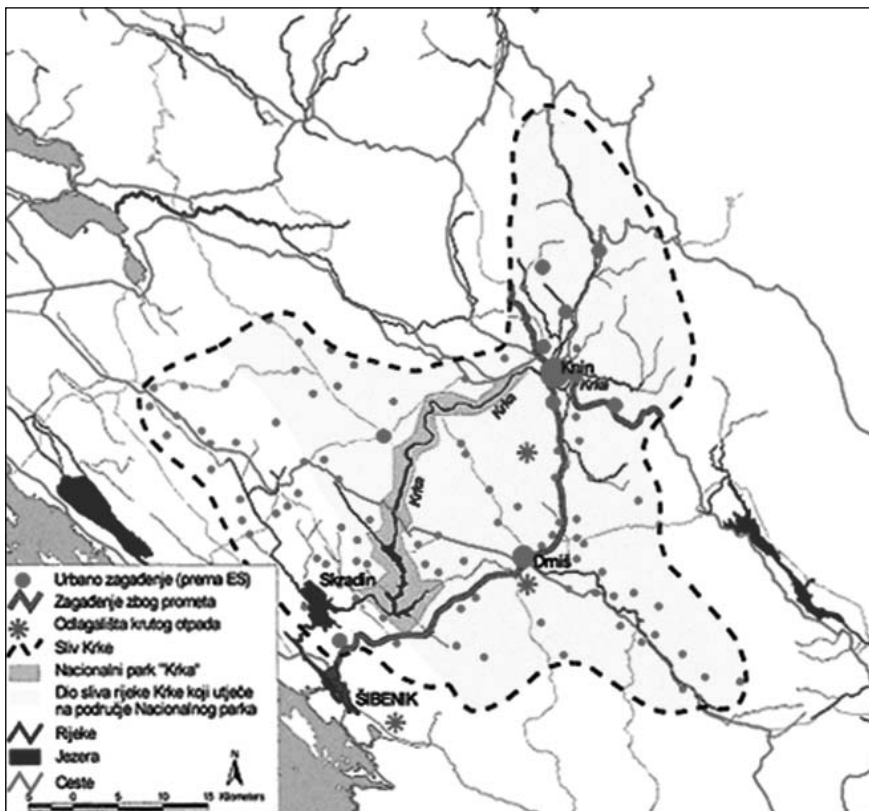 Knin
Krka
Krka
Krka
Drniš
Skradin
ŠIBENIK
Urbano zagađenje (prema ES)
Zagađenje zbog prometa
Odlagališta krutog otpada
Sliv Krke
Nacionalni park "Krka"
Dio sliva rijeke Krke koji utječe
na područje Nacionalnog parka
Rijeke
Jezera
Ceste
N
5 0 5 10 15 Kilometers